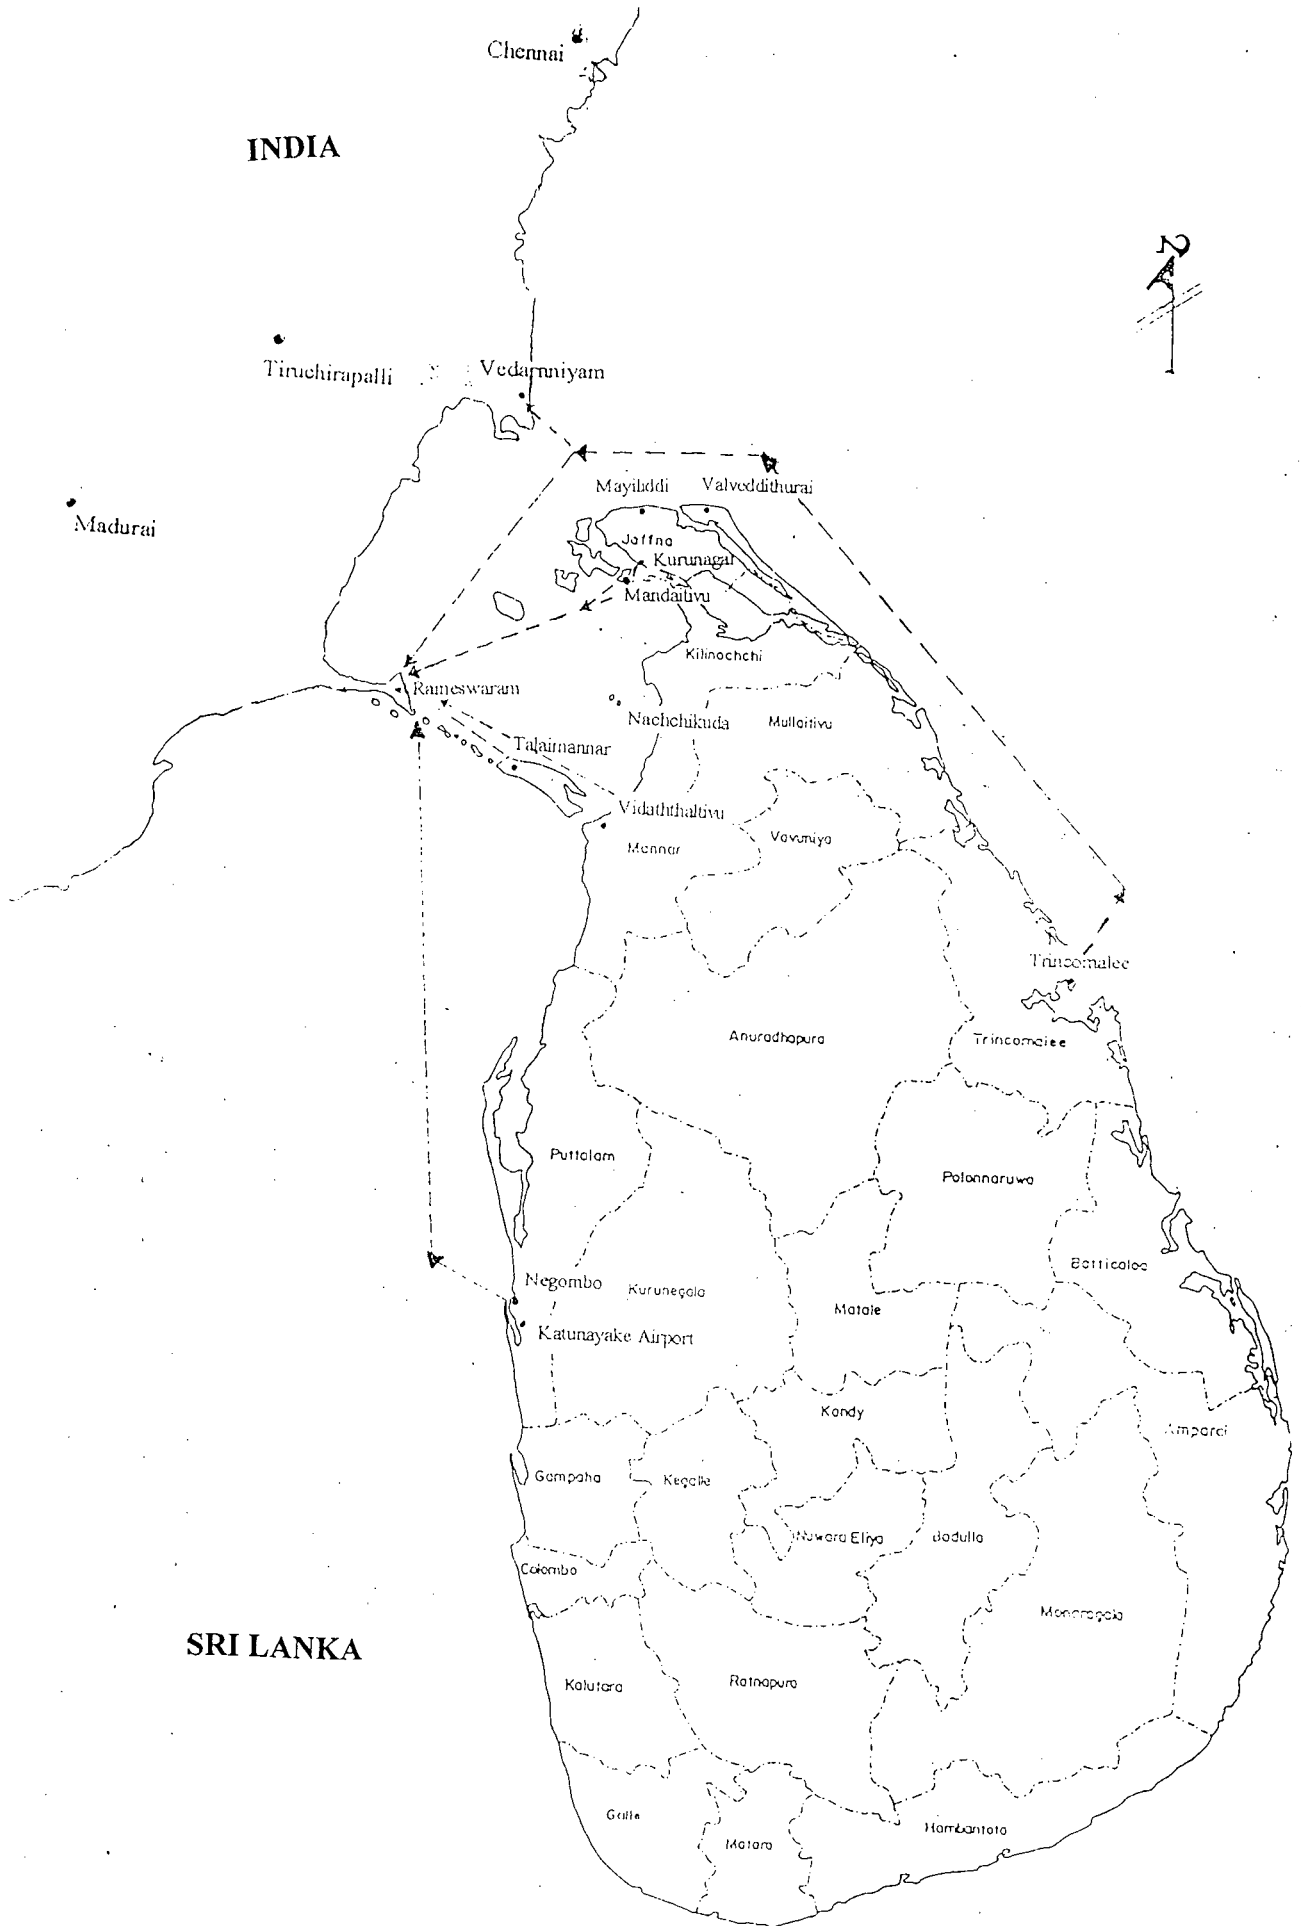 Chennai
INDIA
Tiruchirapalli
Vedarnniyam
Madurai
Mayiliddi
Valveddithurai
Jaffna
Kurunagar
Mandaitivu
Kilinochchi
Rameswaram
Nachchikuda
Mullaitivu
Talaimannar
Vidaththaltivu
Vavuniya
Mannar
Trincomalee
Anuradhapura
Trincomalee
Puttalam
Polonnaruwa
Batticaloa
Negombo
Kurunegala
Matale
Katunayake Airport
Kandy
Amparai
Gampaha
Kegalle
Nuwara Eliya
Badulla
Colombo
Monaragala
SRI LANKA
Kalutara
Ratnapura
Galle
Matara
Hambantota